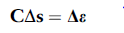 CΔs = Δε